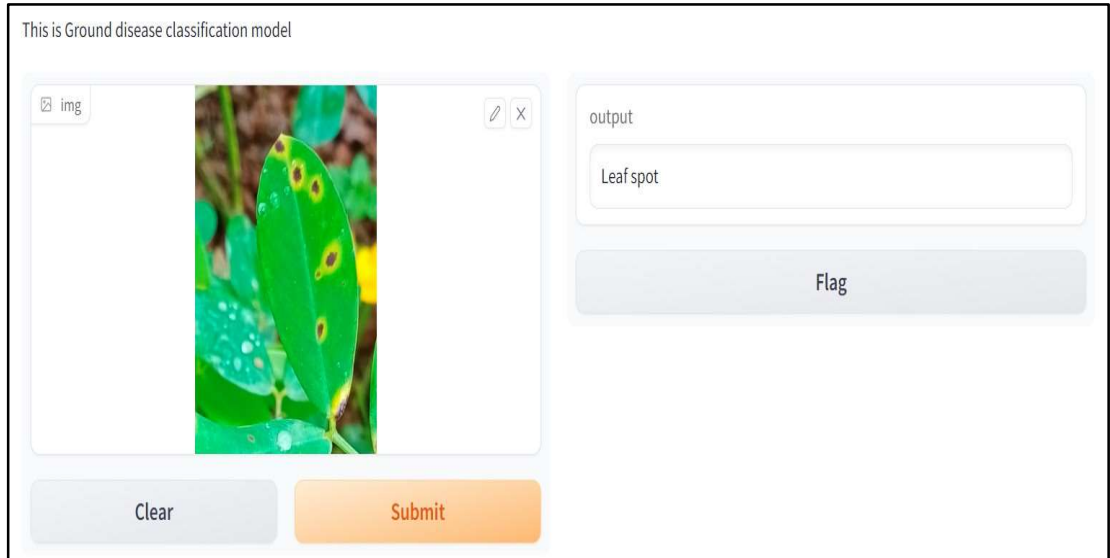 This is Ground disease classification model
img
output
Leaf spot
Flag
Clear
Submit